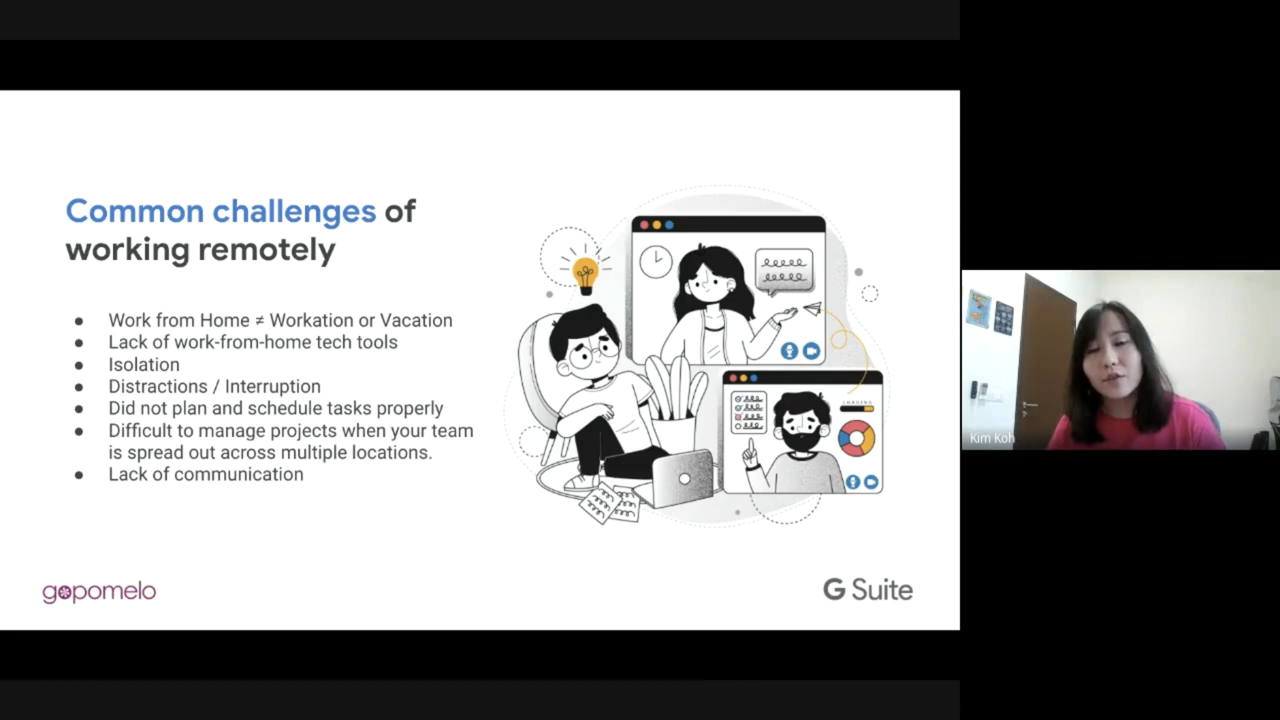 Common challenges of
working remotely
● Work from Home ≠ Workation or Vacation
● Lack of work-from-home tech tools
● Isolation
● Distractions / Interruption
● Did not plan and schedule tasks properly
● Difficult to manage projects when your team
is spread out across multiple locations.
● Lack of communication
LOADING
gopomelo
G Suite
Kim Koh